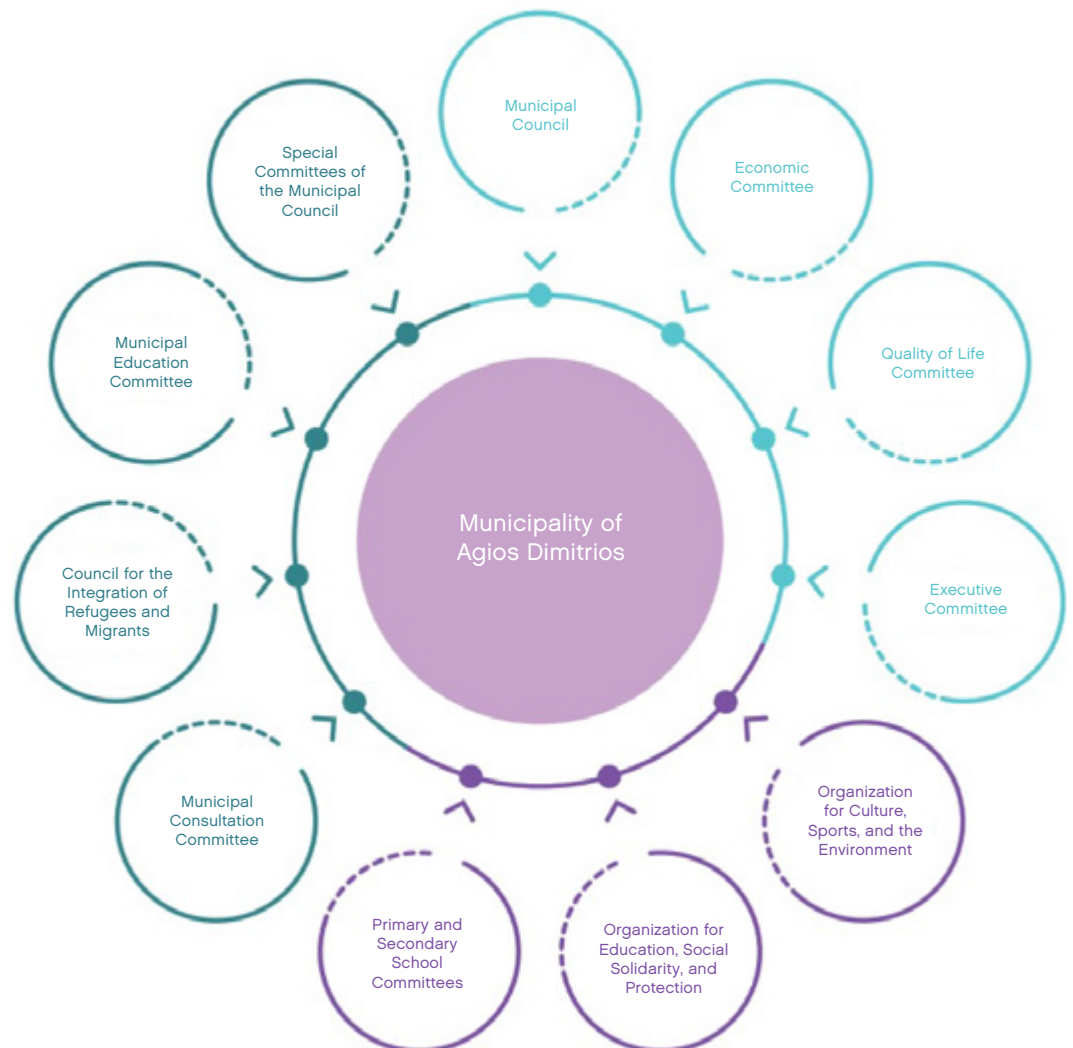 Municipal
Council
Economic
Committee
Quality of Life
Committee
Executive
Committee
Organization
for Culture,
Sports, and the
Environment
Organization for
Education, Social
Solidarity, and
Protection
Primary and
Secondary
School
Committees
Municipal
Consultation
Committee
Council for the
Integration of
Refugees and
Migrants
Municipal
Education
Committee
Special
Committees of
the Municipal
Council
Municipality of
Agios Dimitrios